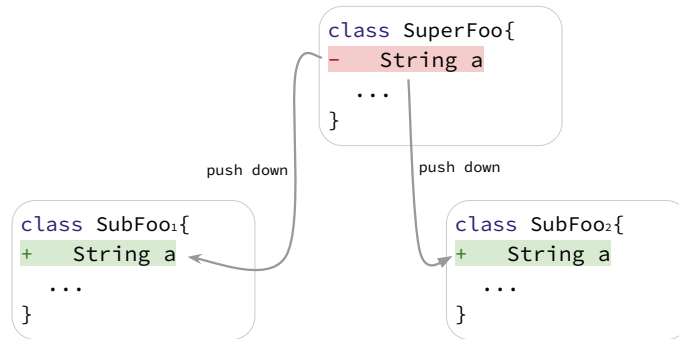 class SuperFoo{
-   String a
  ...
}
push down
push down
class SubFoo₁{
+   String a
  ...
}
class SubFoo₂{
+   String a
  ...
}